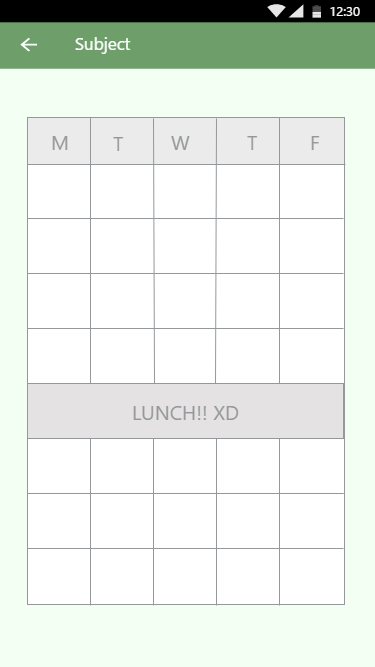 12:30
Subject
M T W T F
LUNCH!! XD